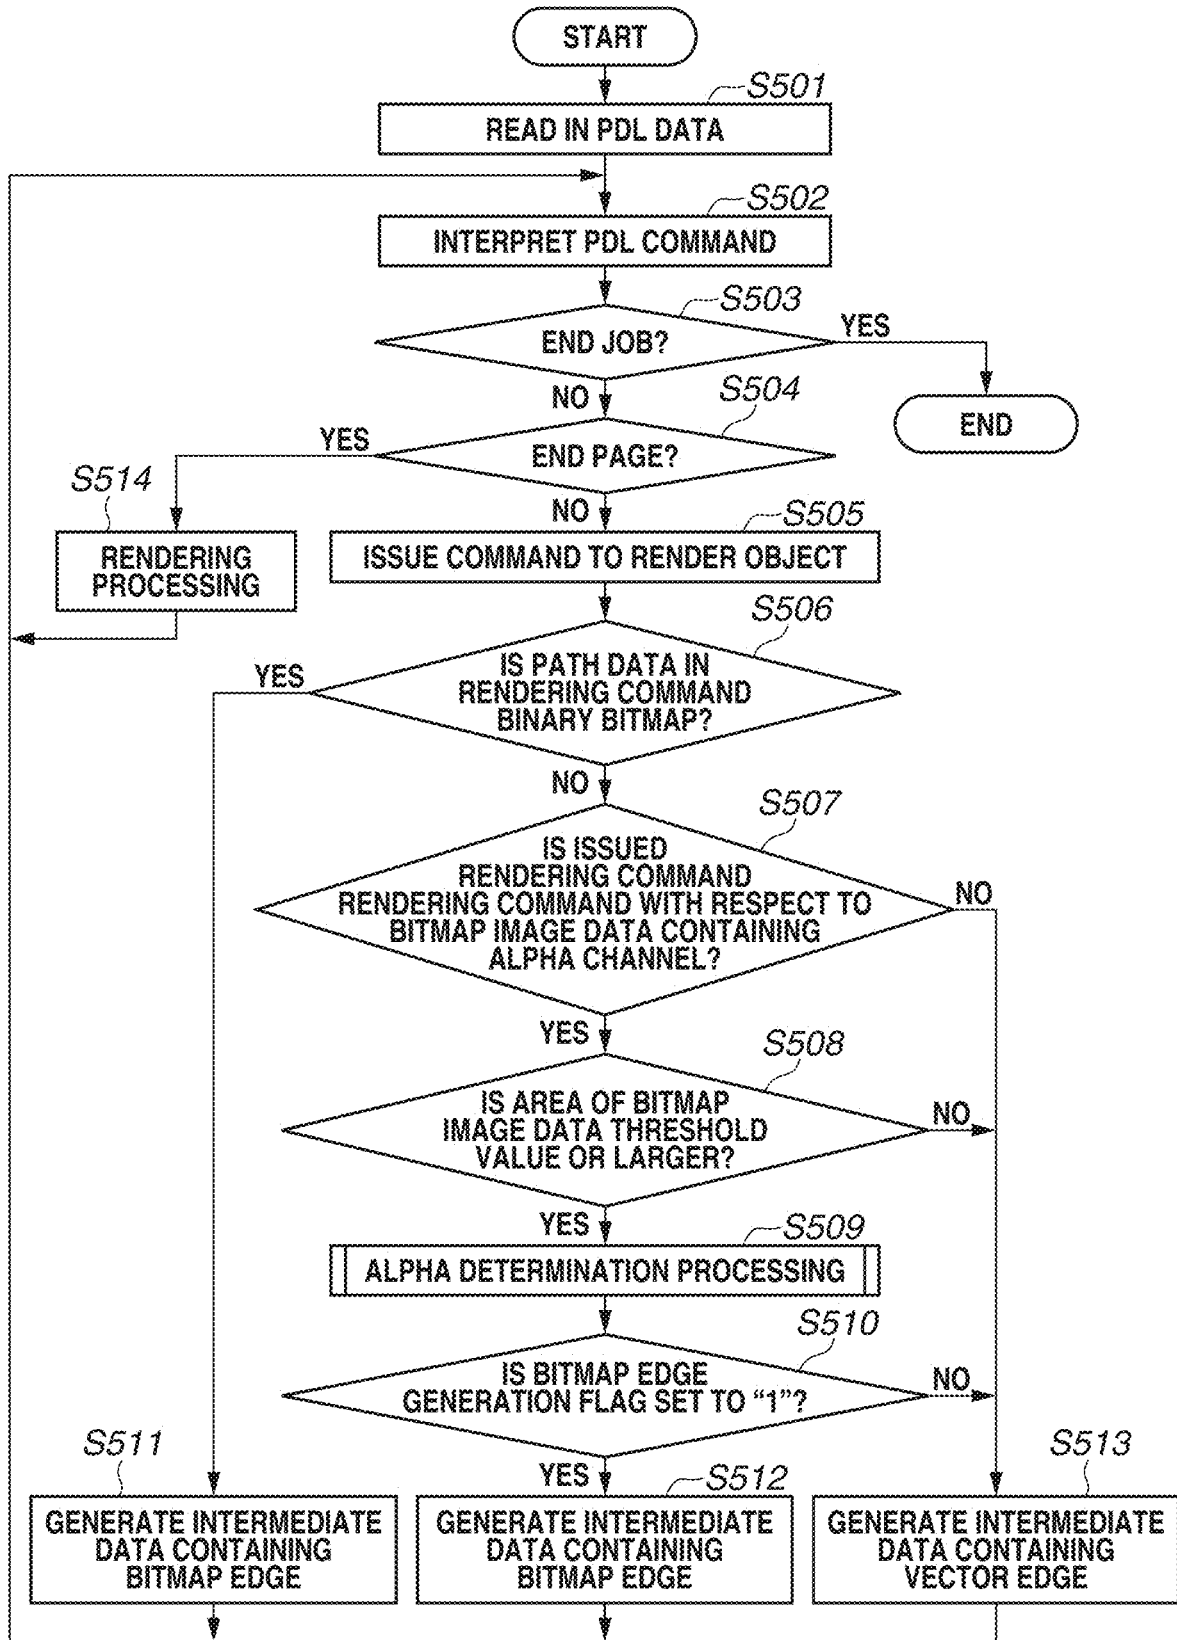 START
S501
READ IN PDL DATA
S502
INTERPRET PDL COMMAND
S503
END JOB?
YES
NO
END
S504
END PAGE?
YES
NO
S514
RENDERING
PROCESSING
S505
ISSUE COMMAND TO RENDER OBJECT
S506
IS PATH DATA IN
RENDERING COMMAND
BINARY BITMAP?
YES
NO
S507
IS ISSUED
RENDERING COMMAND
RENDERING COMMAND WITH RESPECT TO
BITMAP IMAGE DATA CONTAINING
ALPHA CHANNEL?
NO
YES
S508
IS AREA OF BITMAP
IMAGE DATA THRESHOLD
VALUE OR LARGER?
NO
YES
S509
ALPHA DETERMINATION PROCESSING
S510
IS BITMAP EDGE
GENERATION FLAG SET TO “1”?
NO
YES
S511
GENERATE INTERMEDIATE
DATA CONTAINING
BITMAP EDGE
S512
GENERATE INTERMEDIATE
DATA CONTAINING
BITMAP EDGE
S513
GENERATE INTERMEDIATE
DATA CONTAINING
VECTOR EDGE